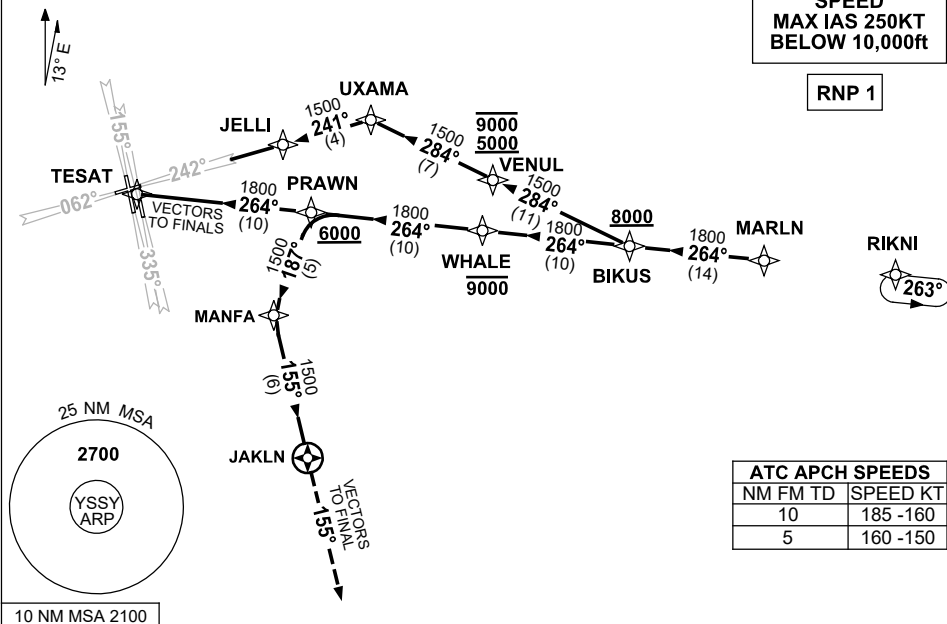 SPEED
MAX IAS 250KT
BELOW 10,000ft
RNP 1
13° E
UXAMA
1500
241°
(4)
JELLI
9000
5000
1500
284°
(7)
VENUL
155°
242°
TESAT
062°
335°
1800
264°
(10)
VECTORS
TO FINALS
PRAWN
6000
1800
264°
(10)
1500
284°
(11)
8000
1800
264°
(10)
WHALE
9000
BIKUS
1800
264°
(14)
MARLN
RIKNI
263°
1500
187°
(5)
MANFA
1500
155°
(6)
JAKLN
VECTORS
TO FINAL
155°
25 NM MSA
2700
YSSY
ARP
10 NM MSA 2100
ATC APCH SPEEDS
NM FM TD SPEED KT
10 185 -160
5 160 -150